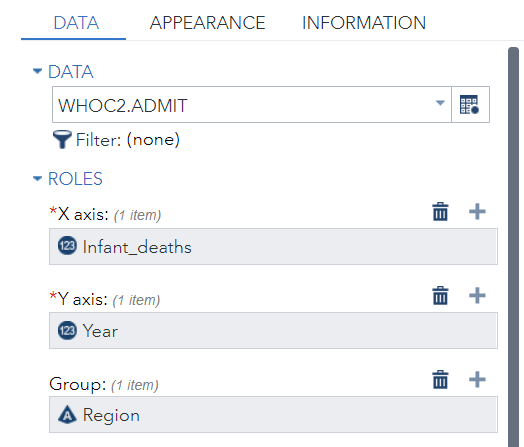 DATA APPEARANCE INFORMATION
DATA
WHOC2.ADMIT
Filter: (none)
ROLES
*X axis: (1 item)
123 Infant_deaths
*Y axis: (1 item)
123 Year
Group: (1 item)
A Region